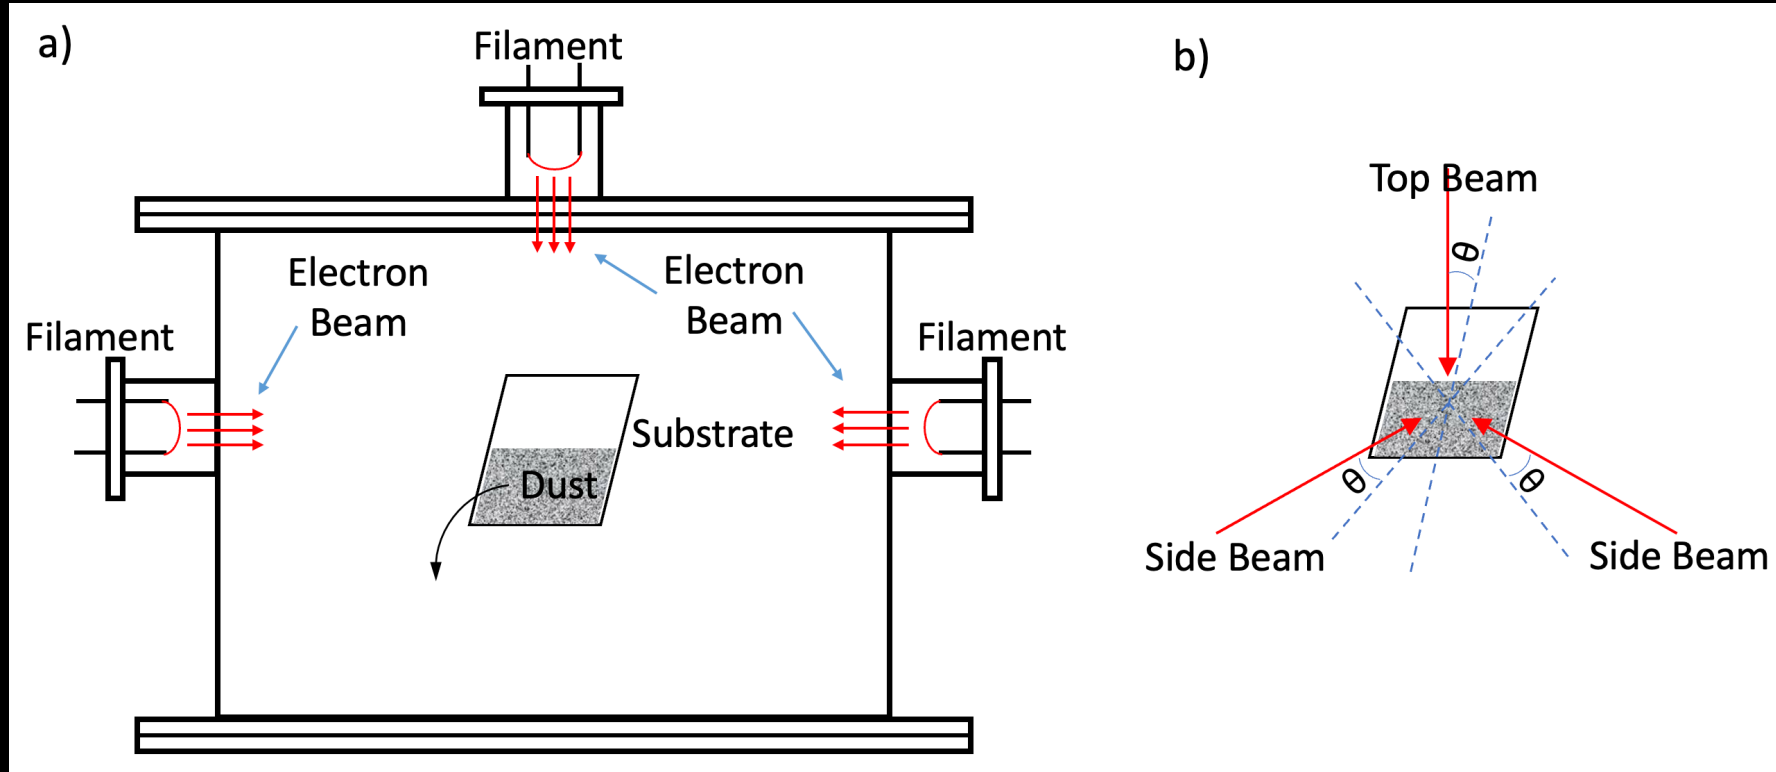 a)
Filament
Electron
Beam
Electron
Beam
Filament
Filament
Substrate
Dust
b)
Top Beam
θ
θ
θ
Side Beam
Side Beam